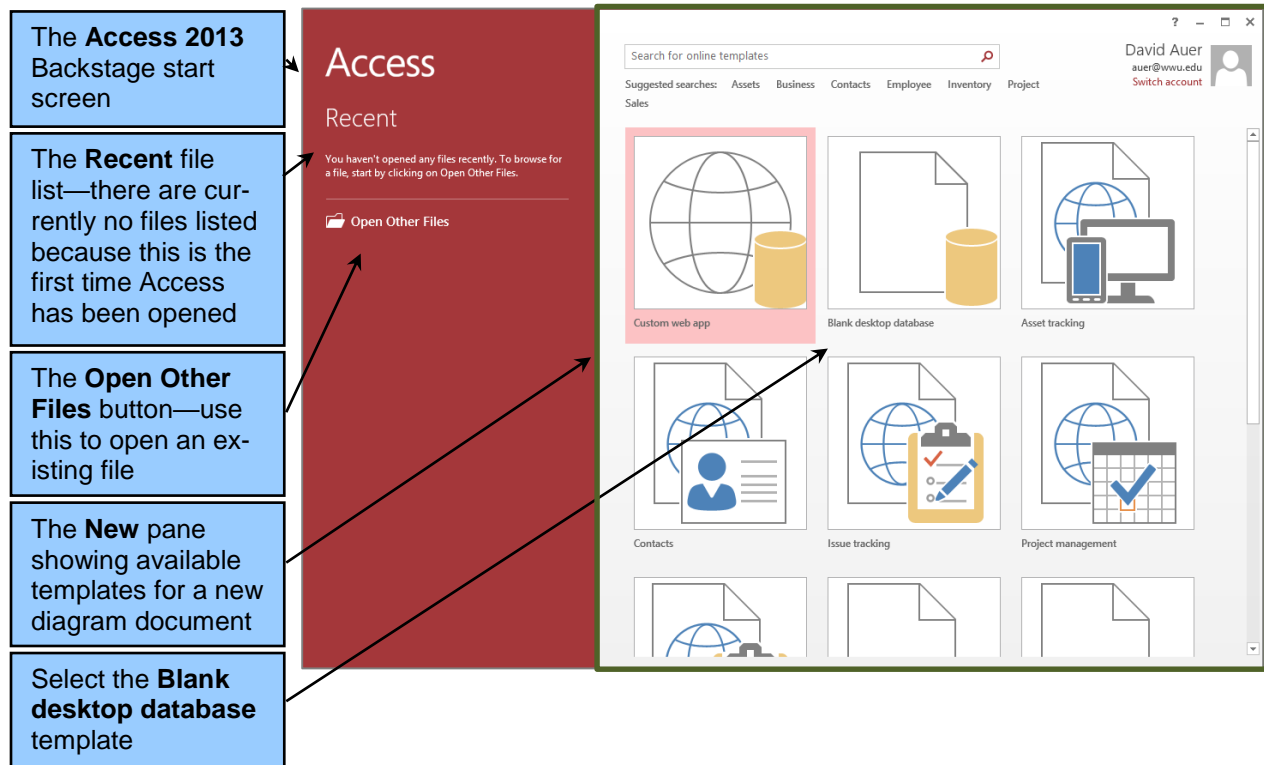 The Access 2013
Backstage start
screen
The Recent file
list—there are cur-
rently no files listed
because this is the
first time Access
has been opened
The Open Other
Files button—use
this to open an ex-
isting file
The New pane
showing available
templates for a new
diagram document
Select the Blank
desktop database
template
Access
Recent
You haven't opened any files recently. To browse for
a file, start by clicking on Open Other Files.
Open Other Files
?
Search for online templates
David Auer
auer@wwu.edu
Switch account
Suggested searches: Assets Business Contacts Employee Inventory Project
Sales
Custom web app
Blank desktop database
Asset tracking
Contacts
Issue tracking
Project management